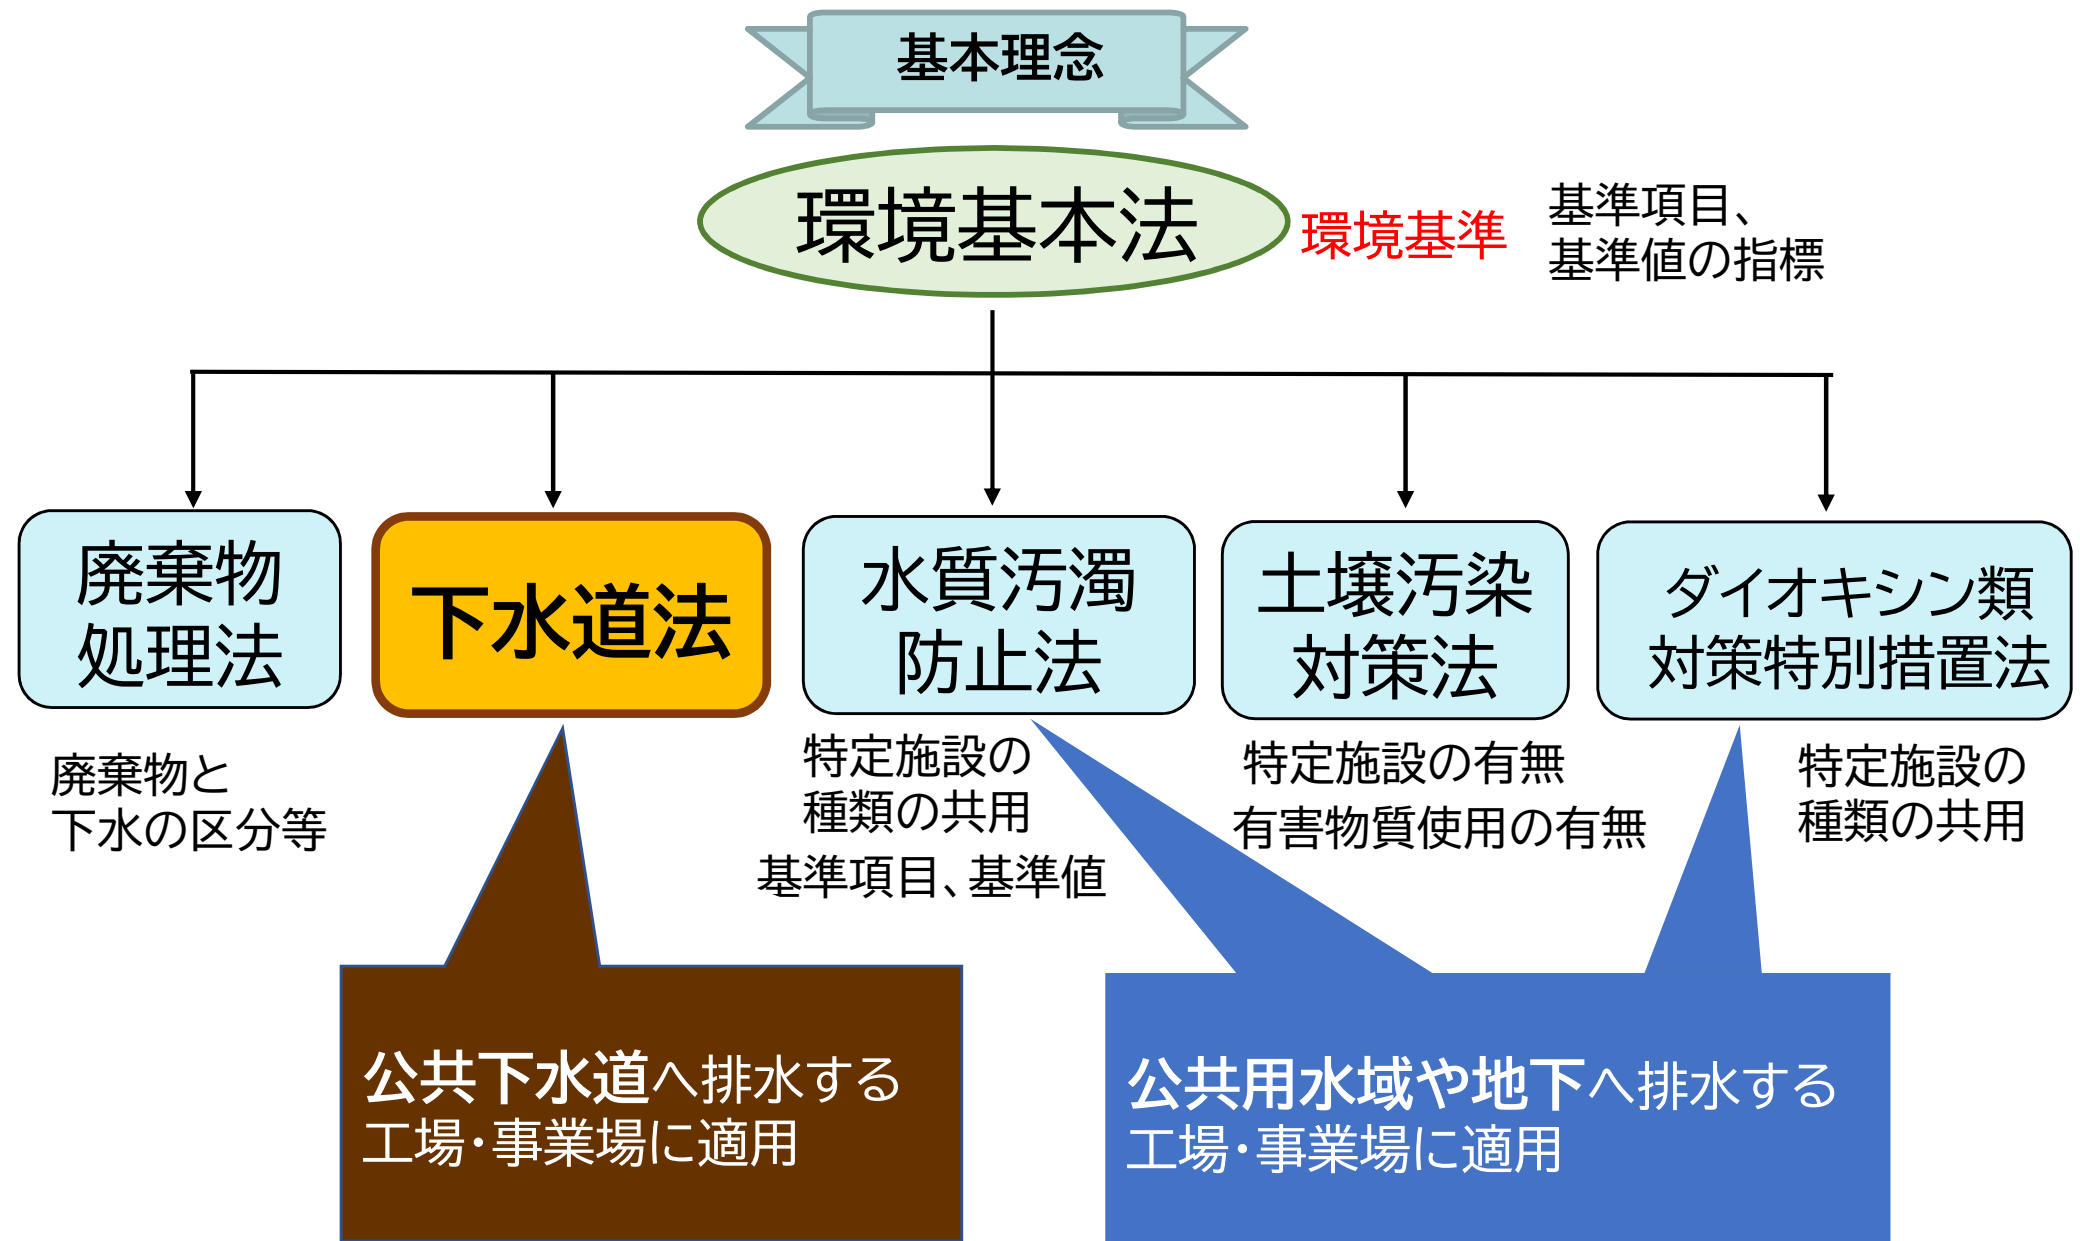 基本理念
環境基本法
環境基準
基準項目、
基準値の指標
廃棄物
処理法
下水道法
水質汚濁
防止法
土壌汚染
対策法
ダイオキシン類
対策特別措置法
廃棄物と
下水の区分等
特定施設の
種類の共用
基準項目、基準値
特定施設の有無
有害物質使用の有無
特定施設の
種類の共用
公共下水道へ排水する
工場・事業場に適用
公共用水域や地下へ排水する
工場・事業場に適用